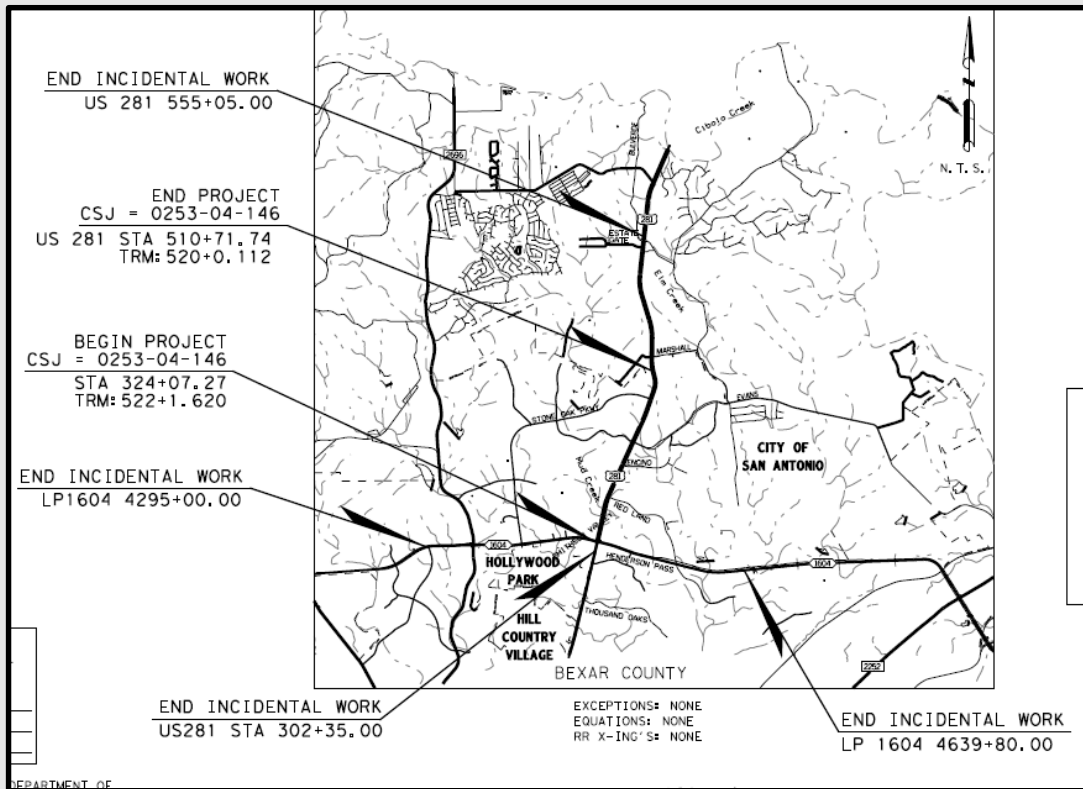 END INCIDENTAL WORK
US 281 555+05.00
END PROJECT
CSJ = 0253-04-146
US 281 STA 510+71.74
TRM: 520+0.112
BEGIN PROJECT
CSJ = 0253-04-146
STA 324+07.27
TRM: 522+1.620
END INCIDENTAL WORK
LP1604 4295+00.00
END INCIDENTAL WORK
US281 STA 302+35.00
Cibolo Creek
BULVERDE
N.T.S.
281
ESTATE
GATE
Elm Creek
MARSHALL
STONE OAK PKWY
EVANS
CITY OF
SAN ANTONIO
ENCINO
281
Mud Creek
RED LAND
1604
HOLLYWOOD
PARK
HENDERSON PASS
1604
HILL
COUNTRY
VILLAGE
THOUSAND OAKS
2252
BEXAR COUNTY
EXCEPTIONS: NONE
EQUATIONS: NONE
RR X-ING'S: NONE
END INCIDENTAL WORK
LP 1604 4639+80.00
DEPARTMENT OF